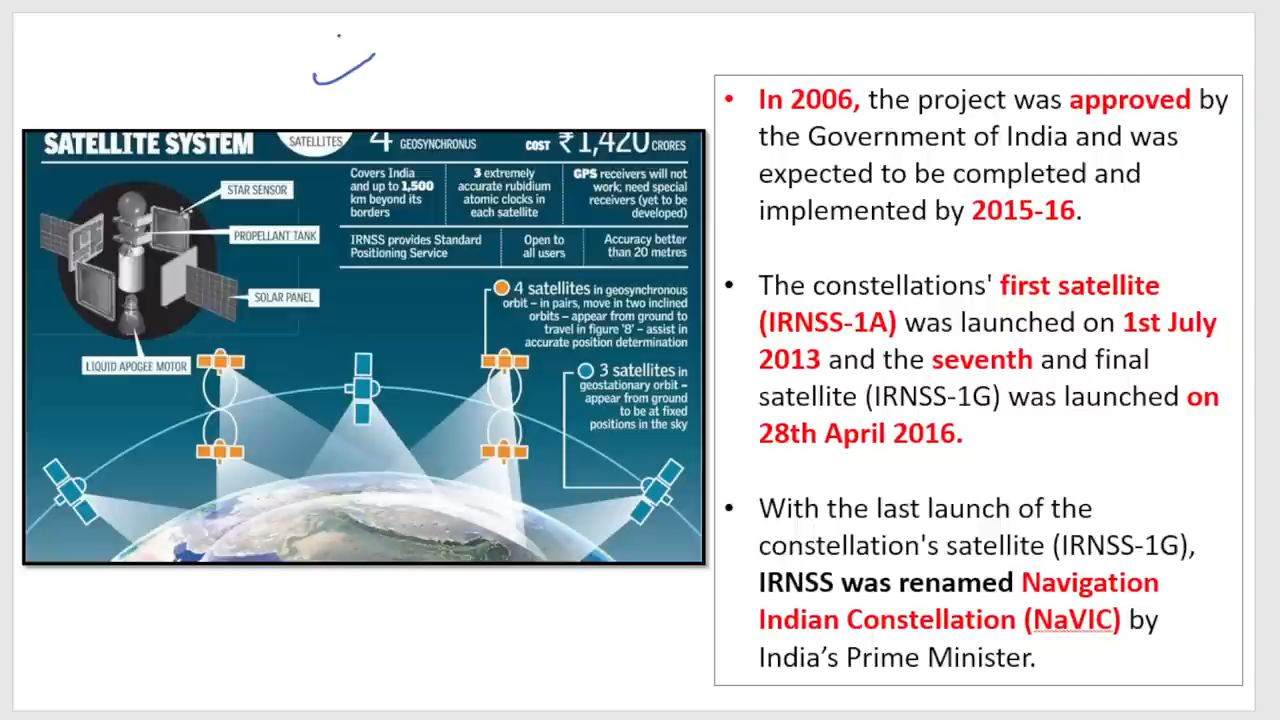 SATELLITE SYSTEM
SATELLITES
4 GEOSYNCHRONUS
COST ₹1,420 CRORES
STAR SENSOR
PROPELLANT TANK
SOLAR PANEL
LIQUID APOGEE MOTOR
Covers India
and up to 1,500
km beyond its
borders
3 extremely
accurate rubidium
atomic clocks in
each satellite
GPS receivers will not
work; need special
receivers (yet to be
developed)
IRNSS provides Standard
Positioning Service
Open to
all users
Accuracy better
than 20 metres
4 satellites in geosynchronous
orbit – in pairs, move in two inclined
orbits – appear from ground to
travel in figure '8' – assist in
accurate position determination
3 satellites in
geostationary orbit –
appear from ground
to be at fixed
positions in the sky
• In 2006, the project was approved by
the Government of India and was
expected to be completed and
implemented by 2015-16.
• The constellations' first satellite
(IRNSS-1A) was launched on 1st July
2013 and the seventh and final
satellite (IRNSS-1G) was launched on
28th April 2016.
• With the last launch of the
constellation's satellite (IRNSS-1G),
IRNSS was renamed Navigation
Indian Constellation (NaVIC) by
India’s Prime Minister.